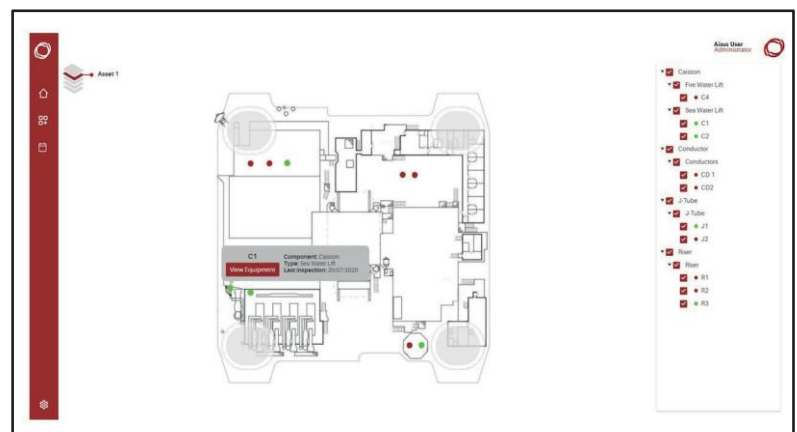 Aisus User
Administrator
Asset 1
C1
View Equipment
Component: Caisson
Type: Sea Water Lift
Last inspection: 20/07/2020
Caisson
Fire Water Lift
C4
Sea Water Lift
C1
C2
Conductor
Conductors
CD 1
CD2
J-Tube
J-Tube
J1
J2
Riser
Riser
R1
R2
R3